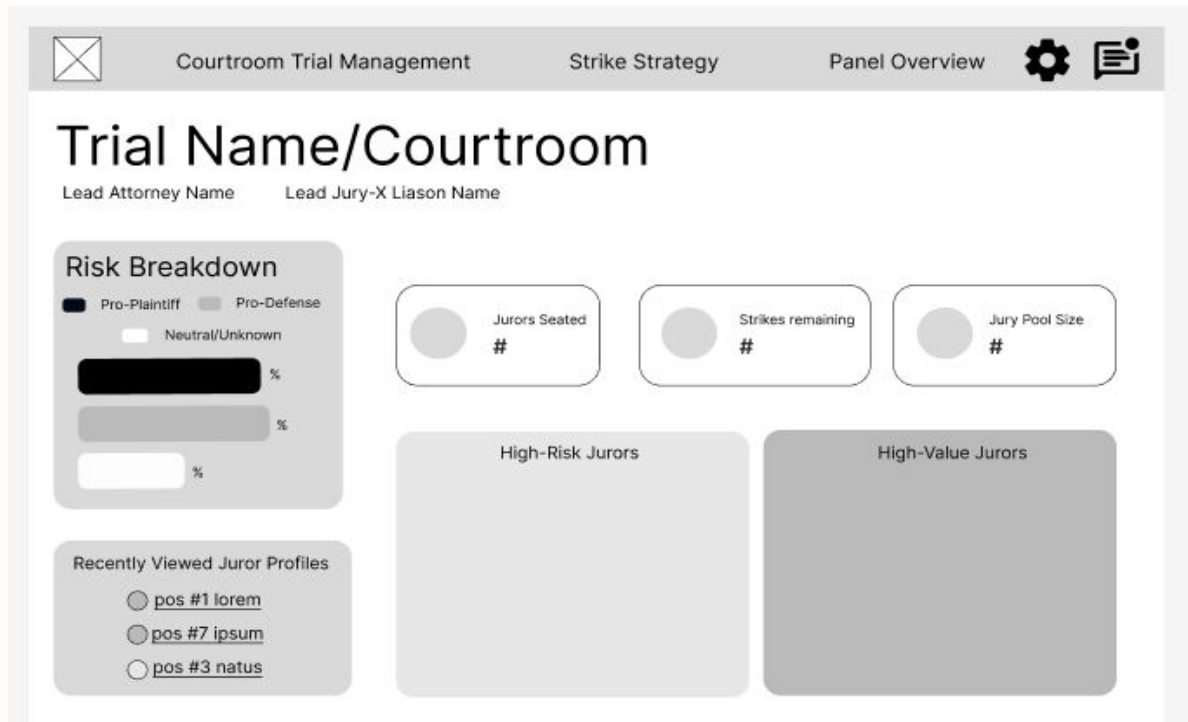 Courtroom Trial Management
Strike Strategy
Panel Overview
Trial Name/Courtroom
Lead Attorney Name
Lead Jury-X Liason Name
Risk Breakdown
Pro-Plaintiff
Pro-Defense
Neutral/Unknown
%
%
%
Jurors Seated
#
Strikes remaining
#
Jury Pool Size
#
High-Risk Jurors
High-Value Jurors
Recently Viewed Juror Profiles
pos #1 lorem
pos #7 ipsum
pos #3 natus